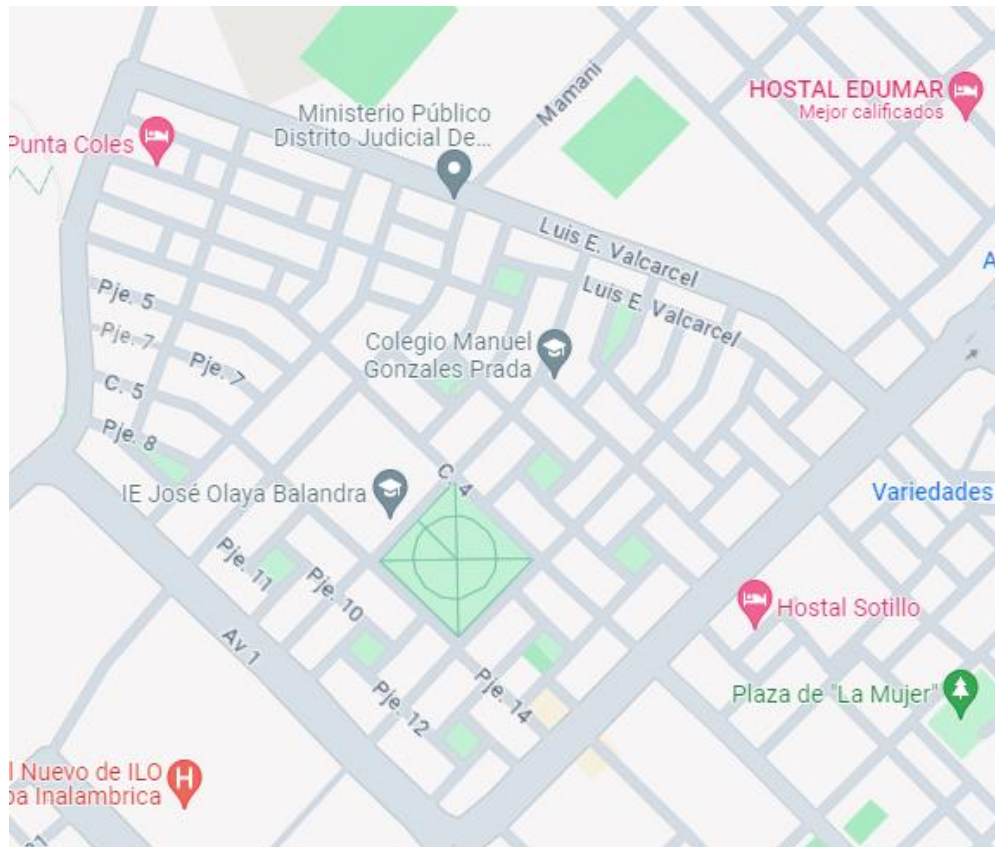 Mamani
HOSTAL EDUMAR
Mejor calificados
Ministerio Público
Distrito Judicial De...
Punta Coles
Luis E. Valcarcel
Luis E. Valcarcel
A
Pje. 5
Pje. 7
Pje. 7
Colegio Manuel
Gonzales Prada
C. 5
Pje. 8
C. 4
IE José Olaya Balandra
Variedades
Pje. 11
Pje. 10
Hostal Sotillo
Av 1
Pje. 14
Plaza de "La Mujer"
Pje. 12
l Nuevo de ILO
pa Inalambrica